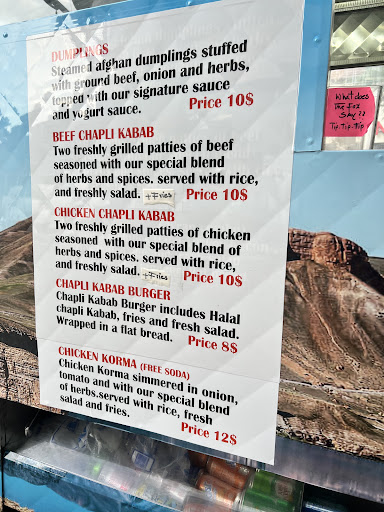 DUMPLINGS
Steamed afghan dumplings stuffed
with ground beef, onion and herbs,
topped with our signature sauce
and yogurt sauce. Price 10$
BEEF CHAPLI KABAB
Two freshly grilled patties of beef
seasoned with our special blend
of herbs and spices. served with rice,
and freshly salad. +Fries Price 10$
CHICKEN CHAPLI KABAB
Two freshly grilled patties of chicken
seasoned with our special blend of
herbs and spices. served with rice,
and freshly salad. +Fries Price 10$
CHAPLI KABAB BURGER
Chapli Kabab Burger includes Halal
chapli Kabab, fries and fresh salad.
Wrapped in a flat bread. Price 8$
CHICKEN KORMA (FREE SODA)
Chicken Korma simmered in onion,
tomato and with our special blend
of herbs.served with rice, fresh
salad and fries.
Price 12$
What does
The Fox
Say??
Tip-Tip-Tip